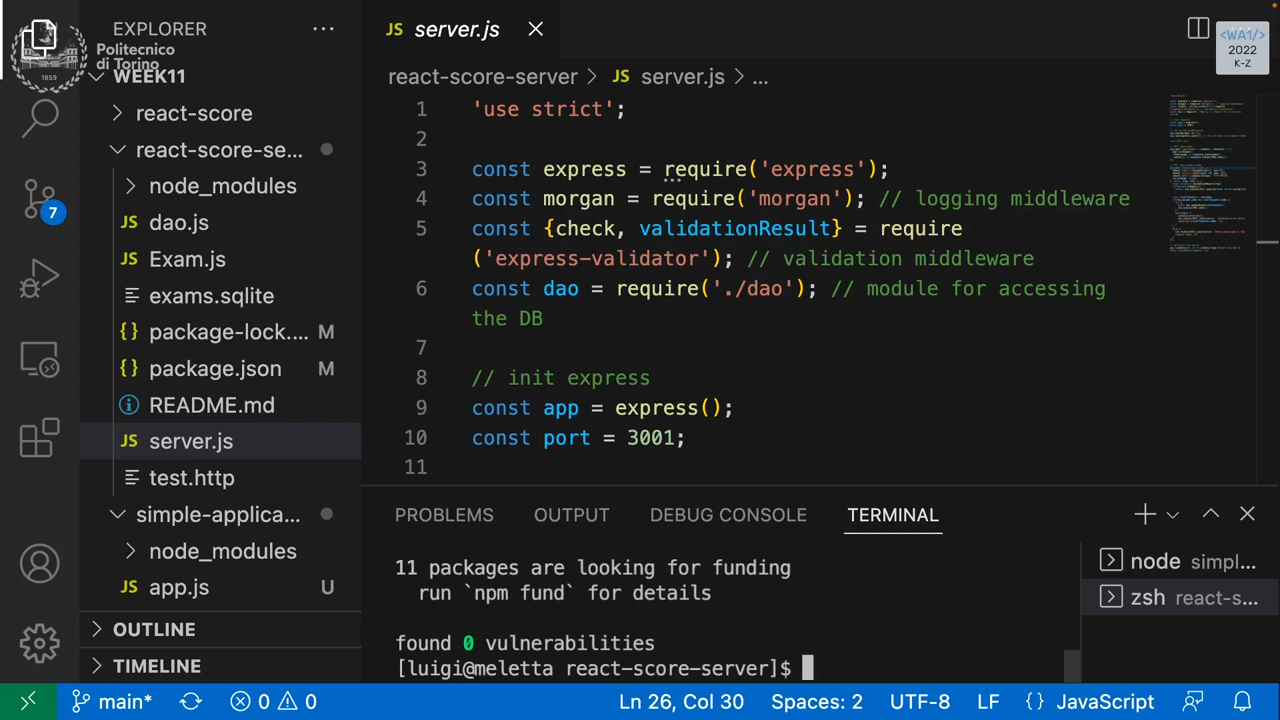 EXPLORER
Politecnico
di Torino
1859
WEEK11
react-score
react-score-se...
node_modules
dao.js
Exam.js
exams.sqlite
package-lock.... M
package.json M
README.md
server.js
test.http
simple-applica...
node_modules
app.js U
OUTLINE
TIMELINE
7
JS server.js
<WA1/>
2022
K-Z
react-score-server > JS server.js > ...
1 'use strict';
2
3 const express = require('express');
4 const morgan = require('morgan'); // logging middleware
5 const {check, validationResult} = require
('express-validator'); // validation middleware
6 const dao = require('./dao'); // module for accessing
the DB
7
8 // init express
9 const app = express();
10 const port = 3001;
11
PROBLEMS OUTPUT DEBUG CONSOLE TERMINAL
11 packages are looking for funding
run `npm fund` for details
found 0 vulnerabilities
[luigi@meletta react-score-server]$
node simpl...
zsh react-s...
main* 0 0 Ln 26, Col 30 Spaces: 2 UTF-8 LF {} JavaScript